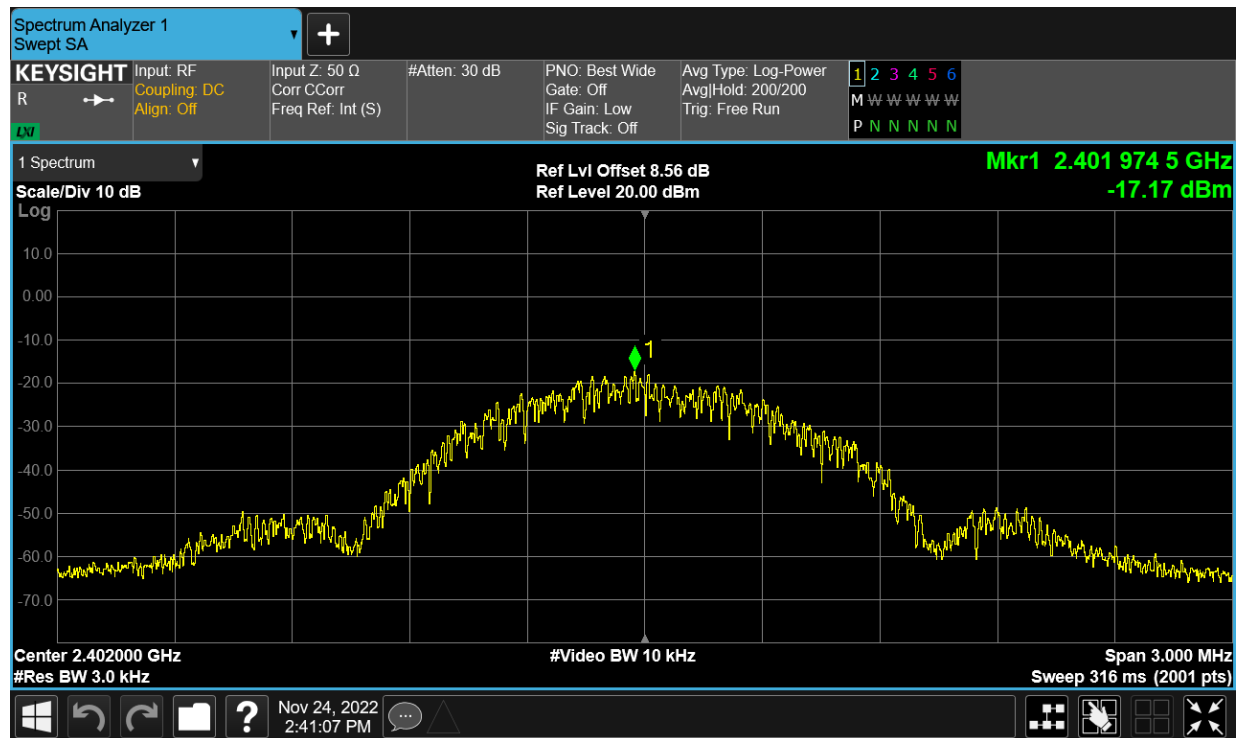 Spectrum Analyzer 1
Swept SA
+
KEYSIGHT
R
LXI
Input: RF
Coupling: DC
Align: Off
Input Z: 50 Ω
Corr CCorr
Freq Ref: Int (S)
#Atten: 30 dB
PNO: Best Wide
Gate: Off
IF Gain: Low
Sig Track: Off
Avg Type: Log-Power
Avg|Hold: 200/200
Trig: Free Run
1 2 3 4 5 6
M W W W W W
P N N N N N
1 Spectrum
Scale/Div 10 dB
Ref Lvl Offset 8.56 dB
Ref Level 20.00 dBm
Mkr1 2.401 974 5 GHz
-17.17 dBm
Log
10.0
0.00
-10.0
1
-20.0
-30.0
-40.0
-50.0
-60.0
-70.0
Center 2.402000 GHz
#Video BW 10 kHz
Span 3.000 MHz
#Res BW 3.0 kHz
Sweep 316 ms (2001 pts)
?
Nov 24, 2022
2:41:07 PM